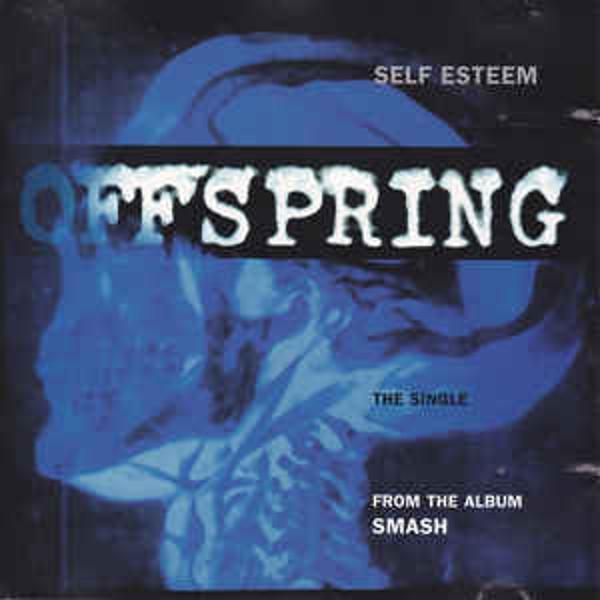 SELF ESTEEM
OFFSPRING
THE SINGLE
FROM THE ALBUM
SMASH